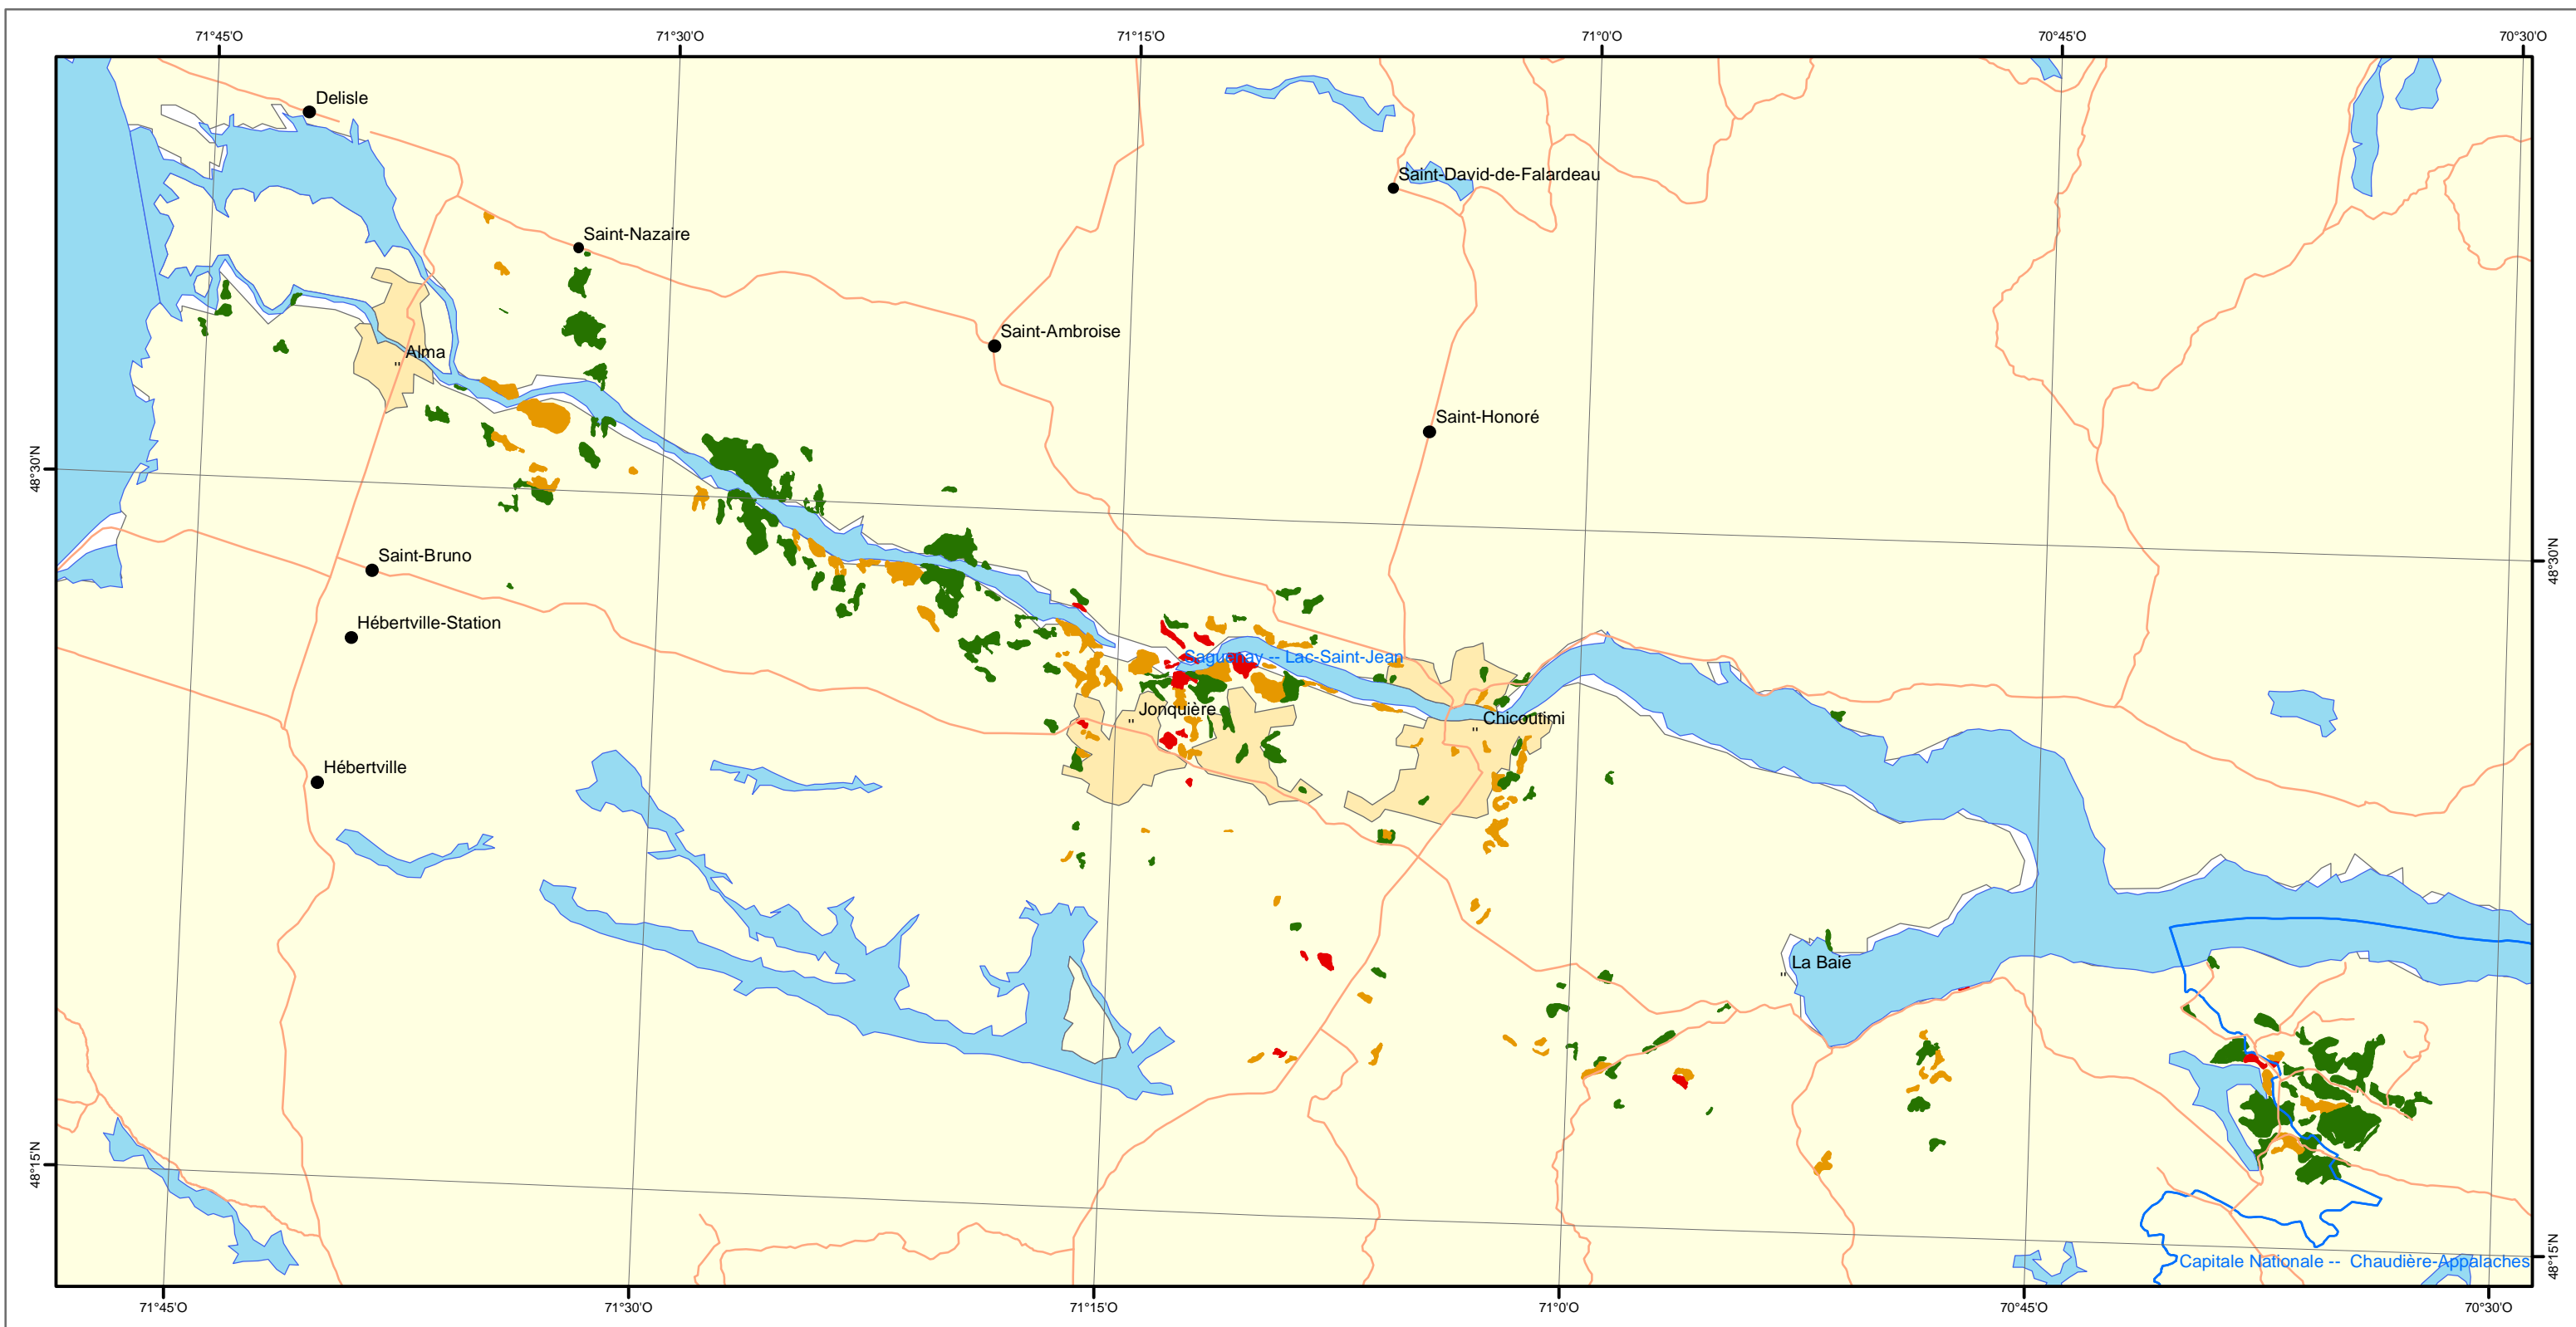 71°45'O
71°30'O
71°15'O
71°0'O
70°45'O
70°30'O
Delisle
Saint-David-de-Falardeau
Saint-Nazaire
Saint-Ambroise
Alma
Saint-Honoré
48°30'N
48°30'N
Saint-Bruno
Hébertville-Station
Saguenay -- Lac-Saint-Jean
Jonquière
Chicoutimi
Hébertville
La Baie
48°15'N
48°15'N
Capitale Nationale -- Chaudière-Appalaches
71°45'O
71°30'O
71°15'O
71°0'O
70°45'O
70°30'O